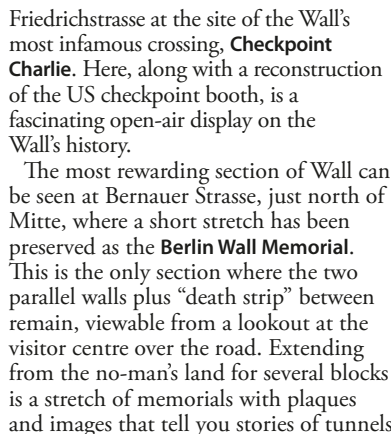 Friedrichstrasse at the site of the Wall’s
most infamous crossing, Checkpoint
Charlie. Here, along with a reconstruction
of the US checkpoint booth, is a
fascinating open-air display on the
Wall’s history.
The most rewarding section of Wall can
be seen at Bernauer Strasse, just north of
Mitte, where a short stretch has been
preserved as the Berlin Wall Memorial.
This is the only section where the two
parallel walls plus “death strip” between
remain, viewable from a lookout at the
visitor centre over the road. Extending
from the no-man’s land for several blocks
is a stretch of memorials with plaques
and images that tell you stories of tunnels